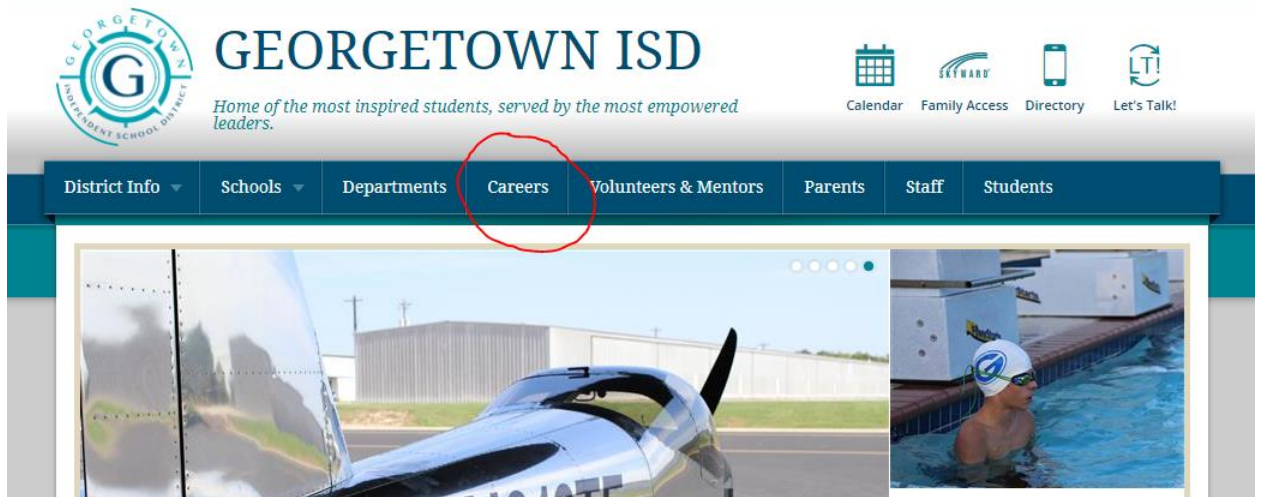 GEORGETOWN
INDEPENDENT SCHOOL DISTRICT
G
GEORGETOWN ISD
Home of the most inspired students, served by the most empowered
leaders.
SKYWARD
LT!
Calendar Family Access Directory Let's Talk!
District Info Schools Departments Careers Volunteers & Mentors Parents Staff Students
G